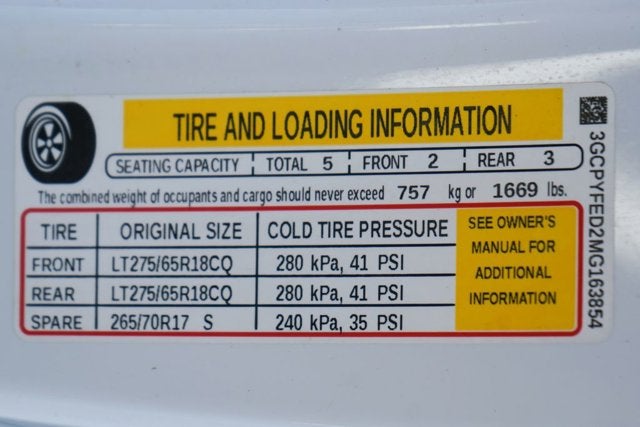 TIRE AND LOADING INFORMATION
SEATING CAPACITY TOTAL 5 FRONT 2 REAR 3
The combined weight of occupants and cargo should never exceed 757 kg or 1669 lbs.
TIRE ORIGINAL SIZE COLD TIRE PRESSURE
FRONT LT275/65R18CQ 280 kPa, 41 PSI
REAR LT275/65R18CQ 280 kPa, 41 PSI
SPARE 265/70R17 S 240 kPa, 35 PSI
SEE OWNER'S
MANUAL FOR
ADDITIONAL
INFORMATION
3GCPYFED2MG163854